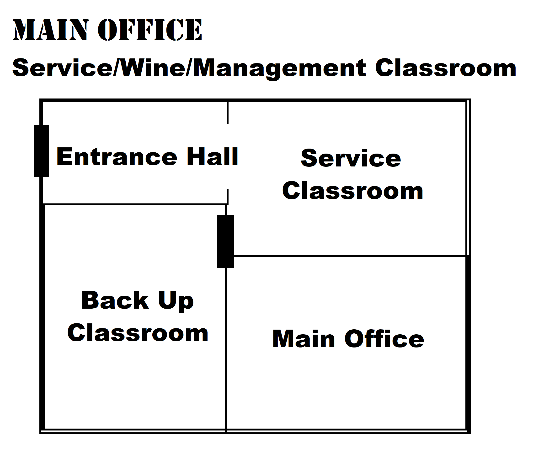 MAIN OFFICE
Service/Wine/Management Classroom
Entrance Hall
Service
Classroom
Back Up
Classroom
Main Office